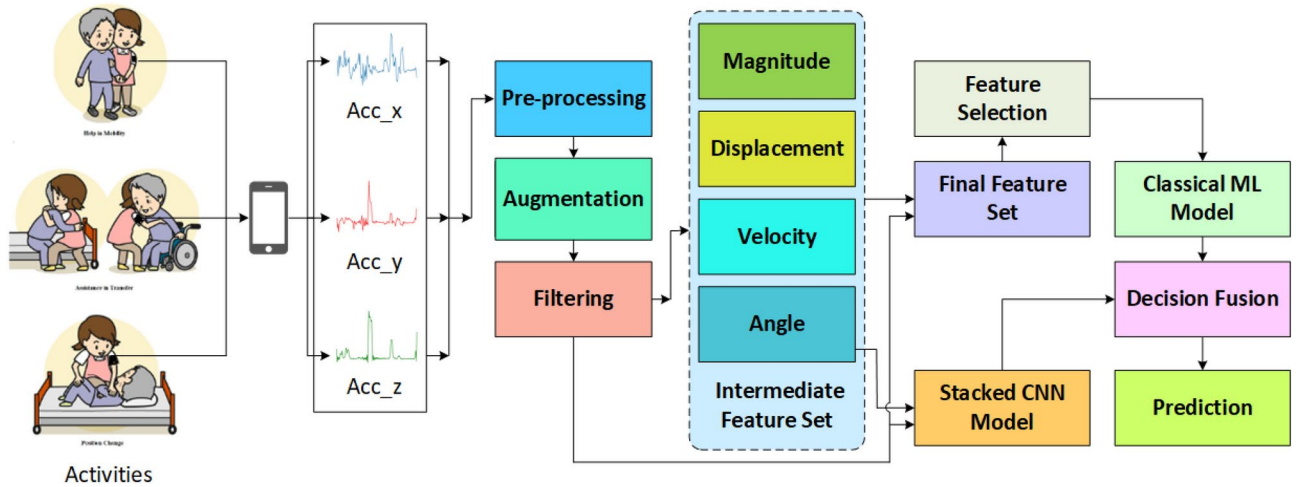 Help in Mobility
Assistance in Transfer
Position Change
Activities
Acc_x
Acc_y
Acc_z
Pre-processing
Augmentation
Filtering
Magnitude
Displacement
Velocity
Angle
Intermediate
Feature Set
Feature
Selection
Final Feature
Set
Stacked CNN
Model
Classical ML
Model
Decision Fusion
Prediction